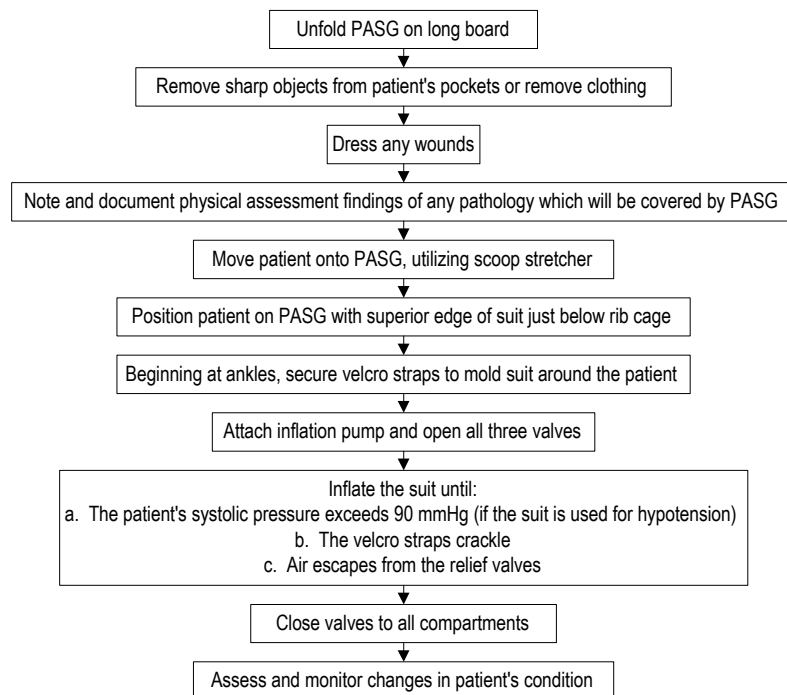 Unfold PASG on long board
Remove sharp objects from patient's pockets or remove clothing
Dress any wounds
Note and document physical assessment findings of any pathology which will be covered by PASG
Move patient onto PASG, utilizing scoop stretcher
Position patient on PASG with superior edge of suit just below rib cage
Beginning at ankles, secure velcro straps to mold suit around the patient
Attach inflation pump and open all three valves
Inflate the suit until:
a. The patient's systolic pressure exceeds 90 mmHg (if the suit is used for hypotension)
b. The velcro straps crackle
c. Air escapes from the relief valves
Close valves to all compartments
Assess and monitor changes in patient's condition